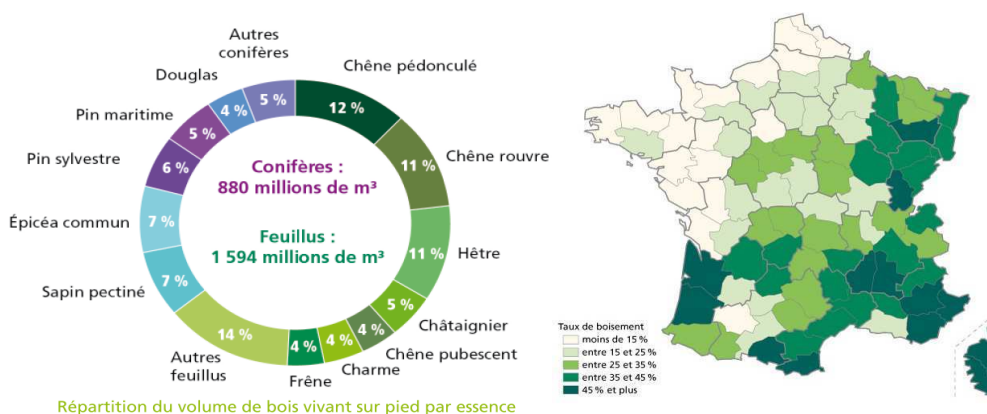 Autres
conifères
5 %
Chêne pédonculé
12 %
Chêne rouvre
11 %
Hêtre
11 %
Châtaignier
5 %
Chêne pubescent
4 %
Charme
4 %
Frêne
4 %
Autres
feuillus
14 %
Sapin pectiné
7 %
Épicéa commun
7 %
Pin sylvestre
6 %
Pin maritime
5 %
Douglas
4 %
Conifères :
880 millions de m³
Feuillus :
1 594 millions de m³
Répartition du volume de bois vivant sur pied par essence
Taux de boisement
moins de 15 %
entre 15 et 25 %
entre 25 et 35 %
entre 35 et 45 %
45 % et plus